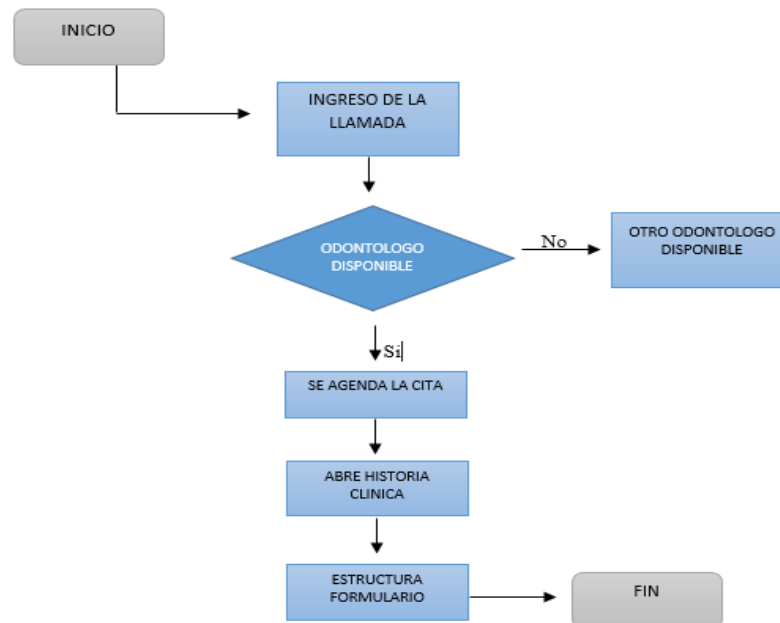 INICIO
INGRESO DE LA
LLAMADA
ODONTOLOGO
DISPONIBLE
No
OTRO ODONTOLOGO
DISPONIBLE
Si
SE AGENDA LA CITA
ABRE HISTORIA
CLINICA
ESTRUCTURA
FORMULARIO
FIN